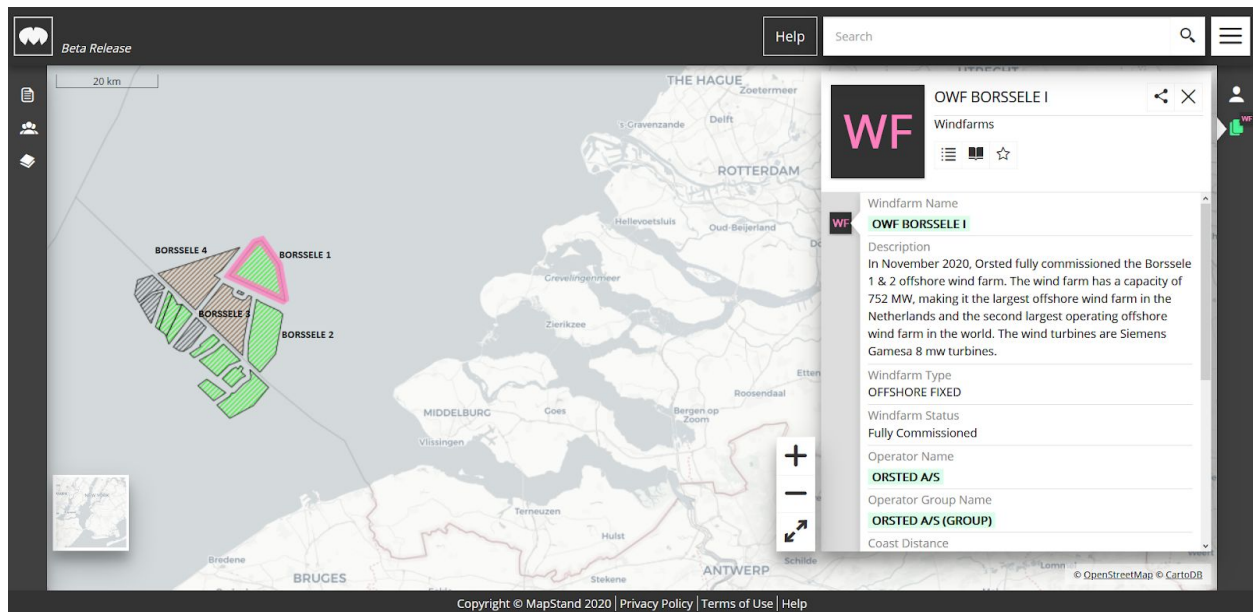 Beta Release
Help
Search
20 km
THE HAGUE
Zoetermeer
s-Gravenzande
Delft
ROTTERDAM
Hellevoetsluis
Oud-Beijerland
BORSSELE 4
BORSSELE 1
Grevelingenmeer
BORSSELE 3
Zierikzee
BORSSELE 2
Etten
Roosendaal
MIDDELBURG
Goes
Bergen op
Zoom
Vlissingen
Terneuzen
Hulst
Bredene
BRUGES
Stekene
ANTWERP
Schilde
WF
OWF BORSSELE I
Windfarms
WF
Windfarm Name
OWF BORSSELE I
Description
In November 2020, Orsted fully commissioned the Borssele
1 & 2 offshore wind farm. The wind farm has a capacity of
752 MW, making it the largest offshore wind farm in the
Netherlands and the second largest operating offshore
wind farm in the world. The wind turbines are Siemens
Gamesa 8 mw turbines.
Windfarm Type
OFFSHORE FIXED
Windfarm Status
Fully Commissioned
Operator Name
ORSTED A/S
Operator Group Name
ORSTED A/S (GROUP)
Coast Distance
WF
© OpenStreetMap © CartoDB
Copyright © MapStand 2020 | Privacy Policy | Terms of Use | Help